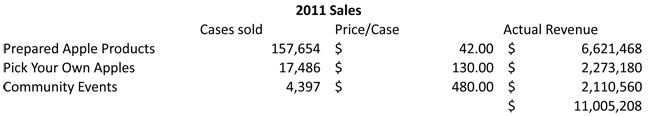 2011 Sales
Cases sold Price/Case Actual Revenue
Prepared Apple Products 157,654 $ 42.00 $ 6,621,468
Pick Your Own Apples 17,486 $ 130.00 $ 2,273,180
Community Events 4,397 $ 480.00 $ 2,110,560
$ 11,005,208